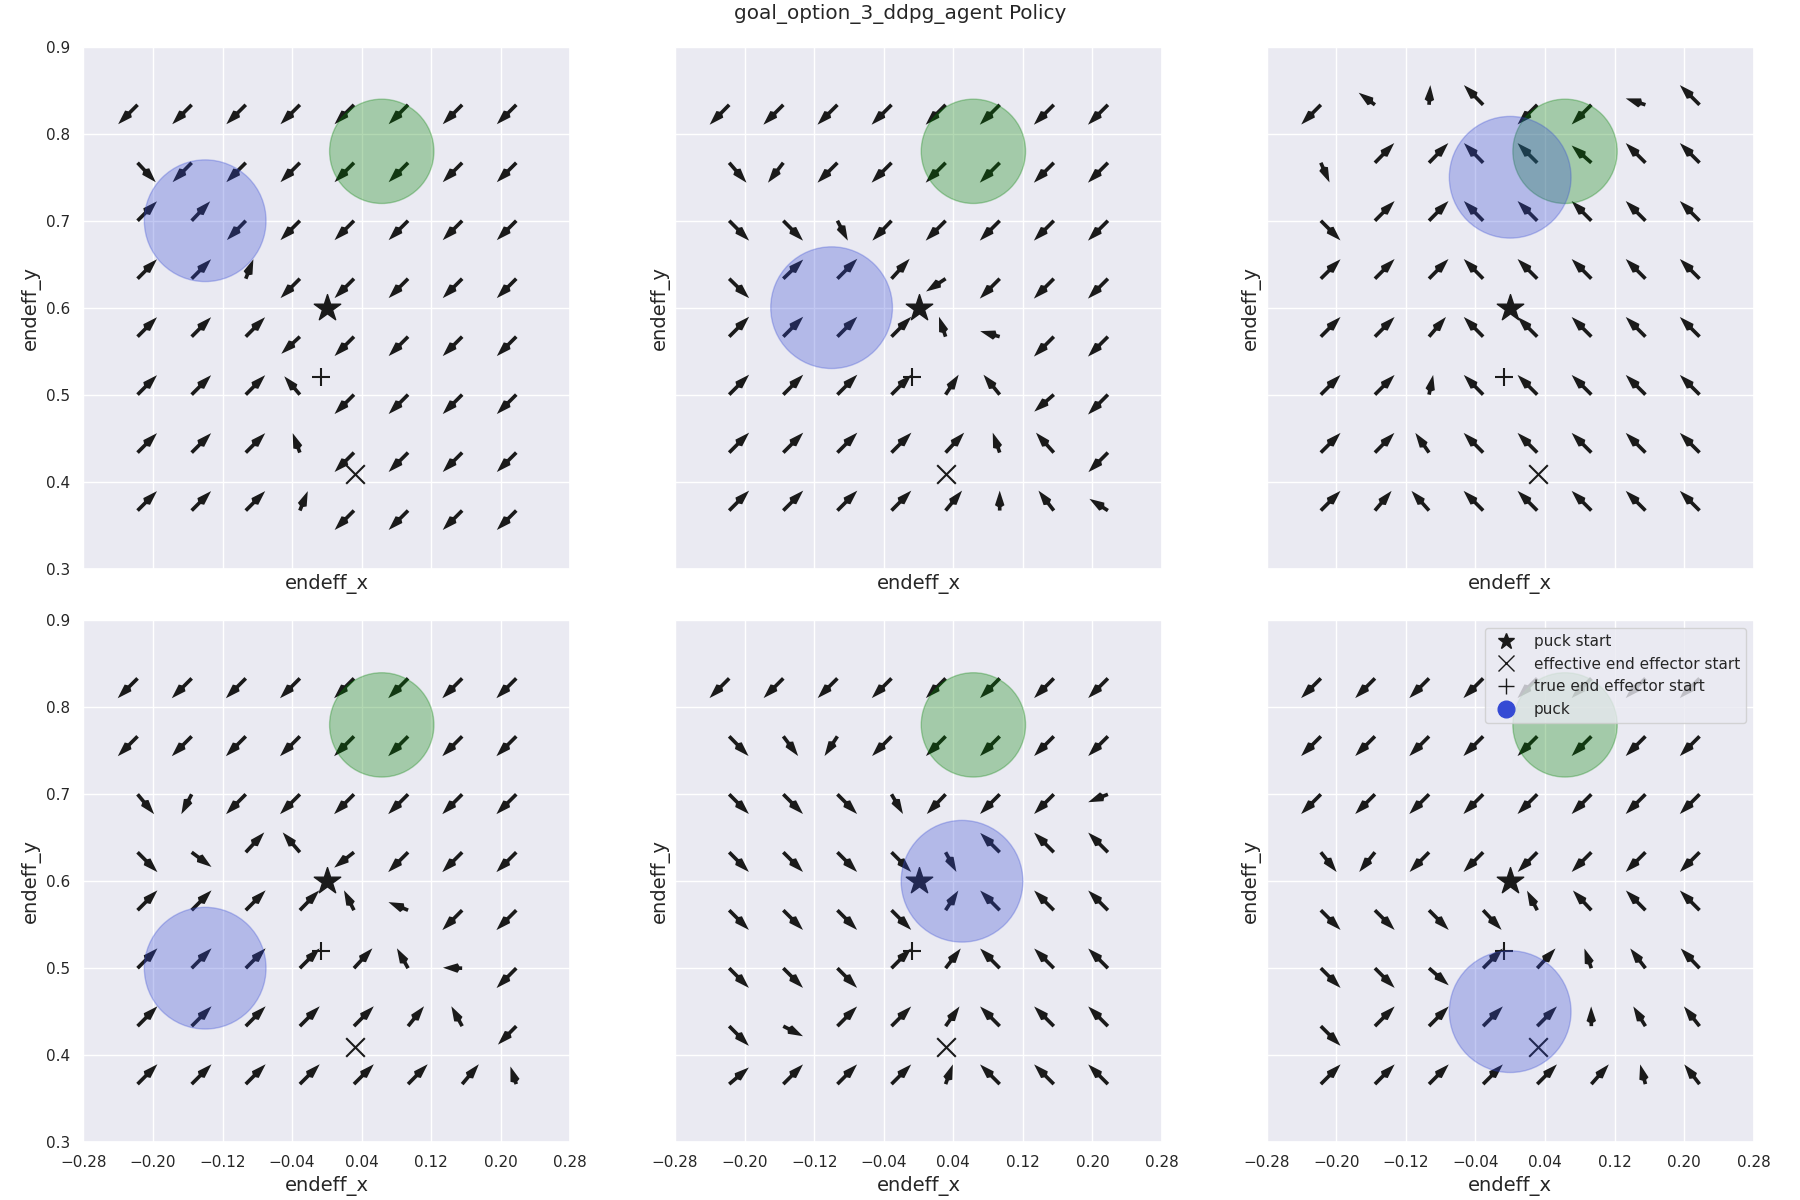 goal_option_3_ddpg_agent Policy
0.9
0.8
0.7
0.6
0.5
0.4
0.3
endeff_y
endeff_x
endeff_y
endeff_x
endeff_y
endeff_x
0.9
0.8
0.7
0.6
0.5
0.4
0.3
endeff_y
−0.28 −0.20 −0.12 −0.04 0.04 0.12 0.20 0.28
endeff_x
endeff_y
−0.28 −0.20 −0.12 −0.04 0.04 0.12 0.20 0.28
endeff_x
puck start
effective end effector start
true end effector start
puck
endeff_y
−0.28 −0.20 −0.12 −0.04 0.04 0.12 0.20 0.28
endeff_x